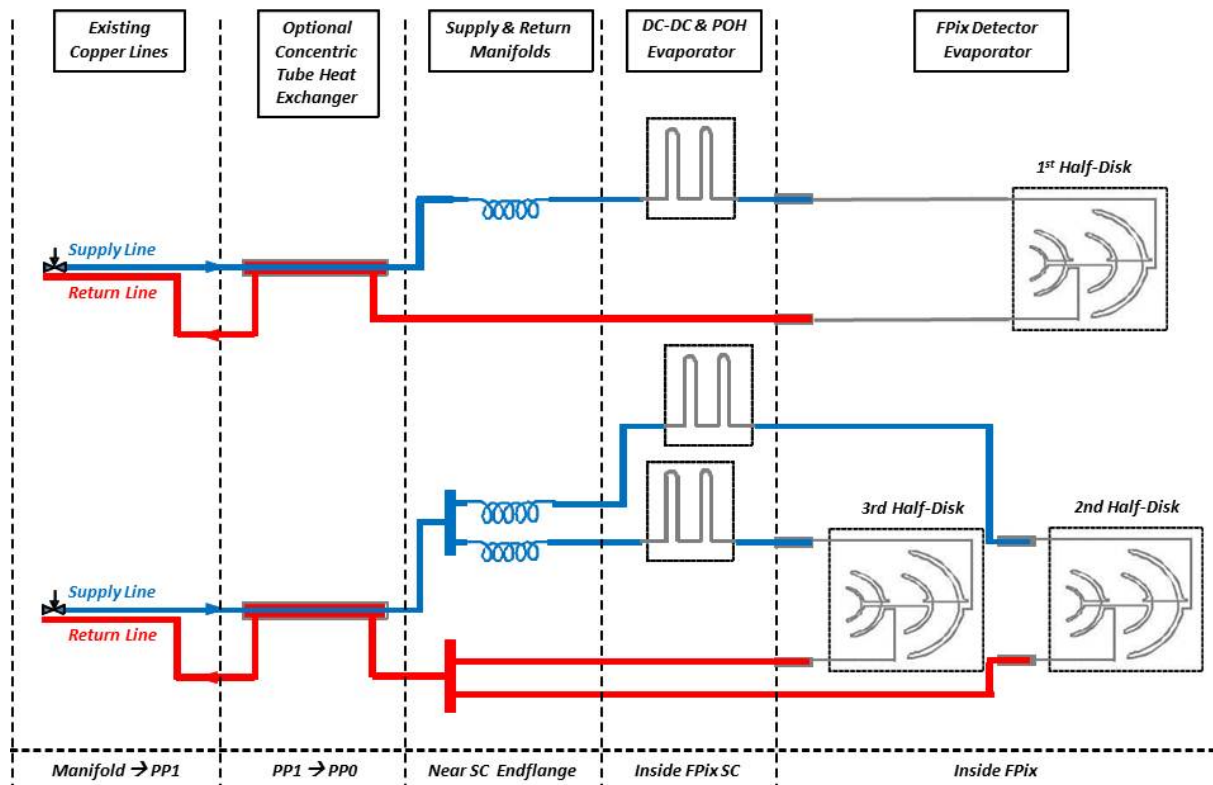 Existing
Copper Lines
Optional
Concentric
Tube Heat
Exchanger
Supply & Return
Manifolds
DC-DC & POH
Evaporator
FPix Detector
Evaporator
1st Half-Disk
Supply Line
Return Line
3rd Half-Disk
2nd Half-Disk
Supply Line
Return Line
Manifold → PP1
PP1 → PP0
Near SC Endflange
Inside FPix SC
Inside FPix